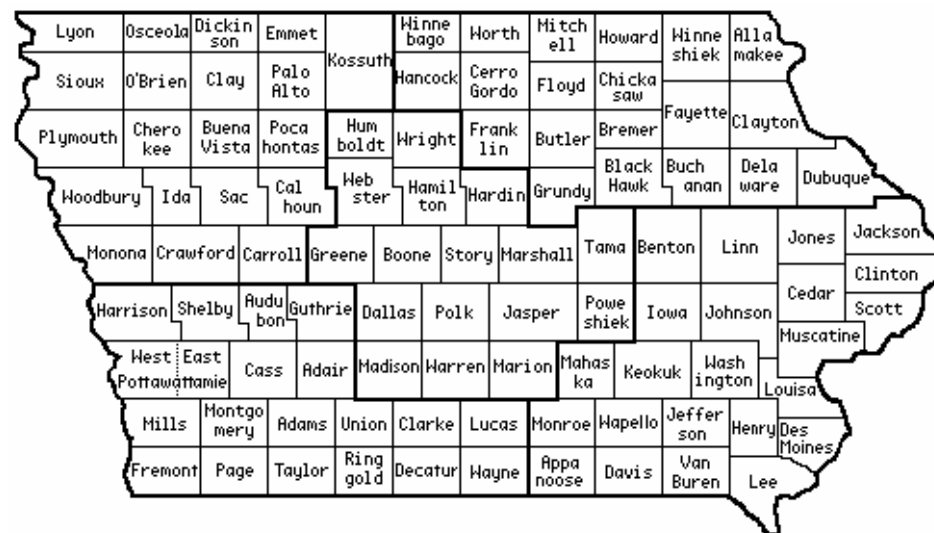 Lyon
Osceola
Dickin
son
Emmet
Kossuth
Winne
bago
Worth
Mitch
ell
Howard
Winne
shiek
Alla
makee
Sioux
O'Brien
Clay
Palo
Alto
Hancock
Cerro
Gordo
Floyd
Chicka
saw
Fayette
Clayton
Plymouth
Chero
kee
Buena
Vista
Poca
hontas
Hum
boldt
Wright
Frank
lin
Butler
Bremer
Woodbury
Ida
Sac
Cal
houn
Web
ster
Hamil
ton
Hardin
Grundy
Black
Hawk
Buch
anan
Dela
ware
Dubuque
Monona
Crawford
Carroll
Greene
Boone
Story
Marshall
Tama
Benton
Linn
Jones
Jackson
Clinton
Cedar
Scott
Harrison
Shelby
Audu
bon
Guthrie
Dallas
Polk
Jasper
Powe
shiek
Iowa
Johnson
Muscatine
West East
Pottawattamie
Cass
Adair
Madison
Warren
Marion
Mahas
ka
Keokuk
Wash
ington
Louisa
Mills
Montgo
mery
Adams
Union
Clarke
Lucas
Monroe
Wapello
Jeffer
son
Henry
Des
Moines
Fremont
Page
Taylor
Ring
gold
Decatur
Wayne
Appa
noose
Davis
Van
Buren
Lee